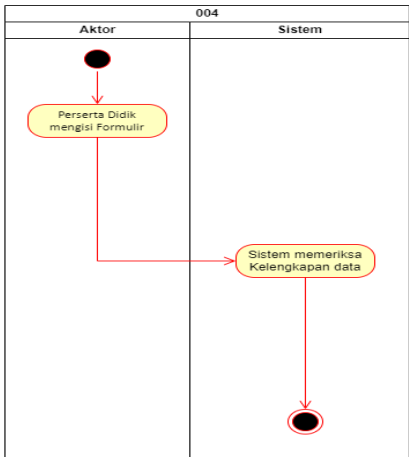 004
Aktor
Sistem
Perserta Didik
mengisi Formulir
Sistem memeriksa
Kelengkapan data